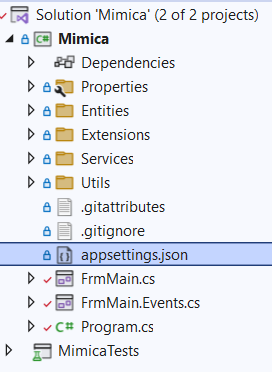 Solution 'Mimica' (2 of 2 projects)
C# Mimica
Dependencies
Properties
Entities
Extensions
Services
Utils
.gitattributes
.gitignore
appsettings.json
FrmMain.cs
FrmMain.Events.cs
C# Program.cs
MimicaTests